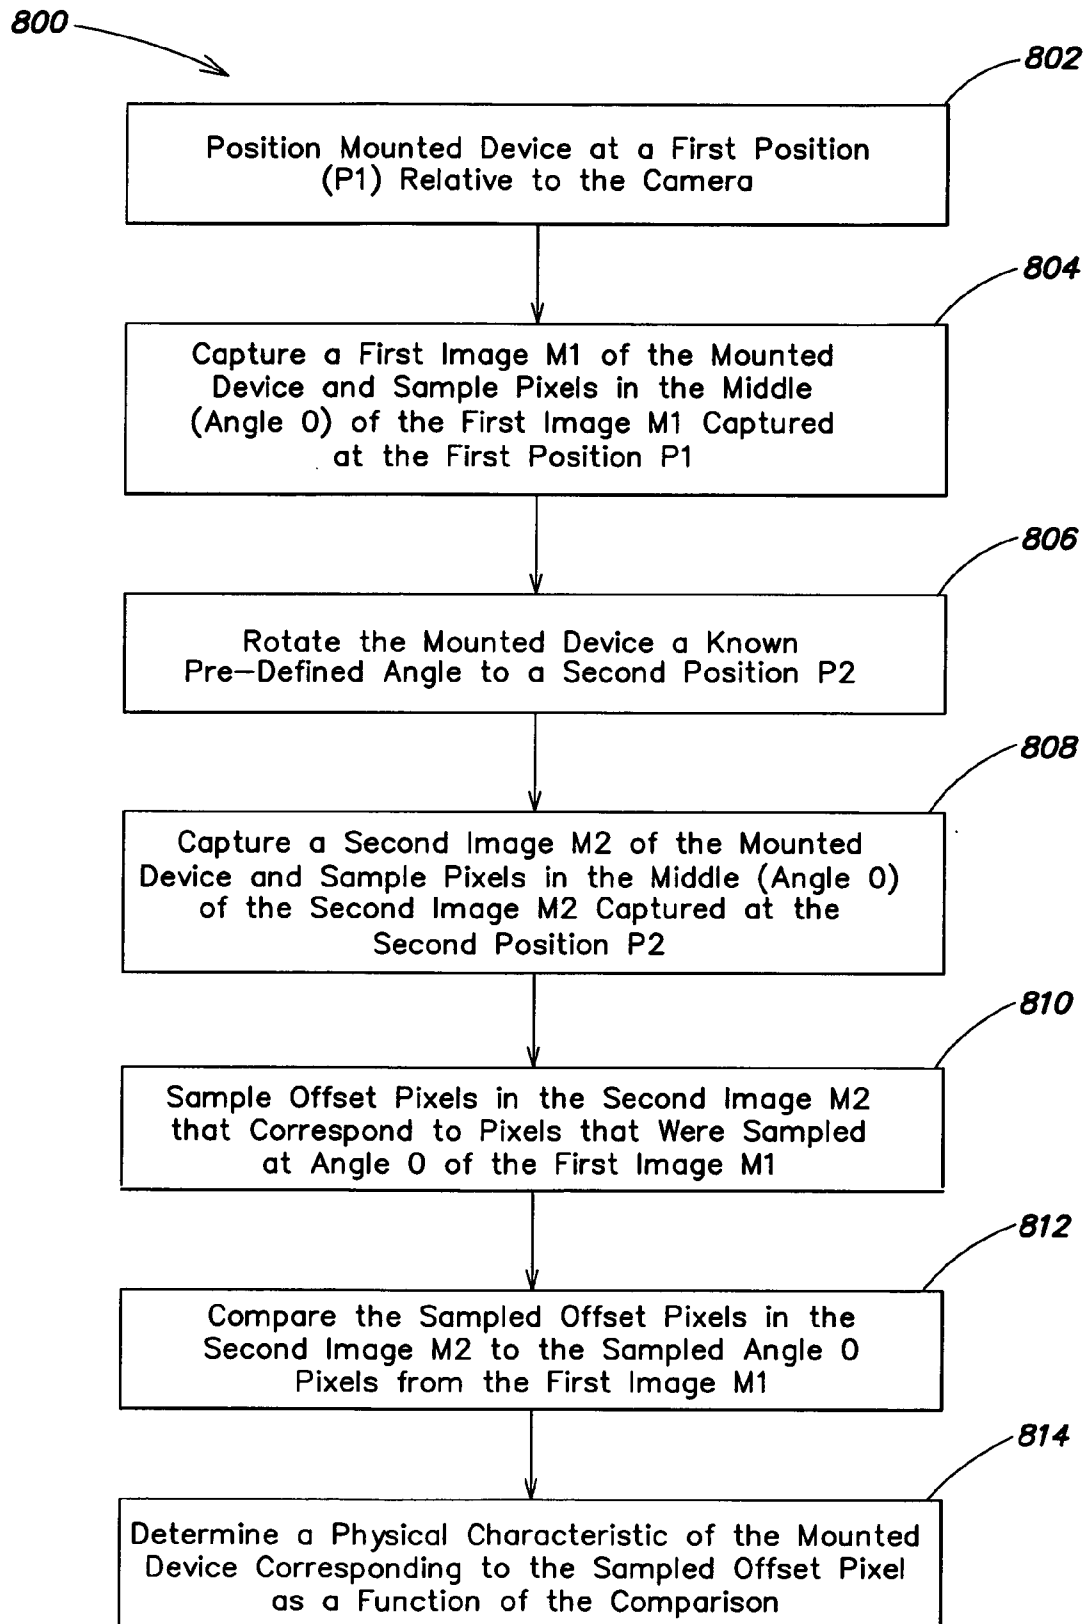 800
802
Position Mounted Device at a First Position
(P1) Relative to the Camera
804
Capture a First Image M1 of the Mounted
Device and Sample Pixels in the Middle
(Angle 0) of the First Image M1 Captured
at the First Position P1
806
Rotate the Mounted Device a Known
Pre-Defined Angle to a Second Position P2
808
Capture a Second Image M2 of the Mounted
Device and Sample Pixels in the Middle (Angle 0)
of the Second Image M2 Captured at the
Second Position P2
810
Sample Offset Pixels in the Second Image M2
that Correspond to Pixels that Were Sampled
at Angle 0 of the First Image M1
812
Compare the Sampled Offset Pixels in the
Second Image M2 to the Sampled Angle 0
Pixels from the First Image M1
814
Determine a Physical Characteristic of the Mounted
Device Corresponding to the Sampled Offset Pixel
as a Function of the Comparison